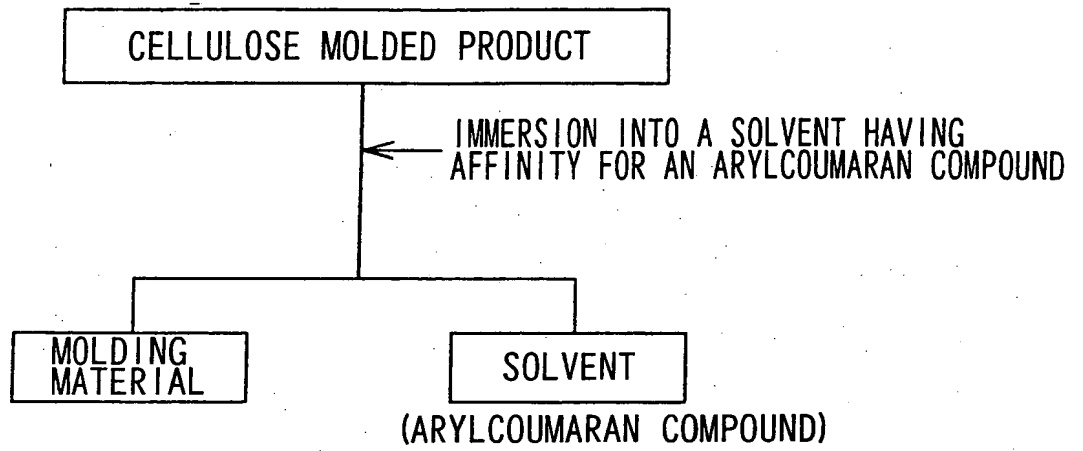 CELLULOSE MOLDED PRODUCT
IMMERSION INTO A SOLVENT HAVING
AFFINITY FOR AN ARYLCOUMARAN COMPOUND
MOLDING
MATERIAL
SOLVENT
(ARYLCOUMARAN COMPOUND)